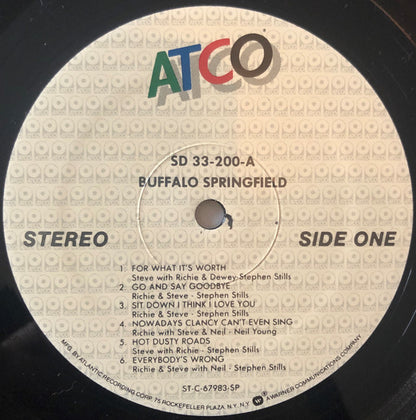 ATCO
SD 33-200-A
BUFFALO SPRINGFIELD
STEREO
SIDE ONE
1. FOR WHAT IT'S WORTH
Steve with Richie & Dewey-Stephen Stills
2. GO AND SAY GOODBYE
Richie & Steve - Stephen Stills
3. SIT DOWN I THINK I LOVE YOU
Richie & Steve - Stephen Stills
4. NOWADAYS CLANCY CAN'T EVEN SING
Richie with Steve & Neil - Neil Young
5. HOT DUSTY ROADS
Steve with Richie - Stephen Stills
6. EVERYBODY'S WRONG
Richie & Steve with Neil - Stephen Stills
ST-C-67983-SP
MFG. BY ATLANTIC RECORDING CORP. 75 ROCKEFELLER PLAZA, N.Y. N.Y. A WARNER COMMUNICATIONS COMPANY